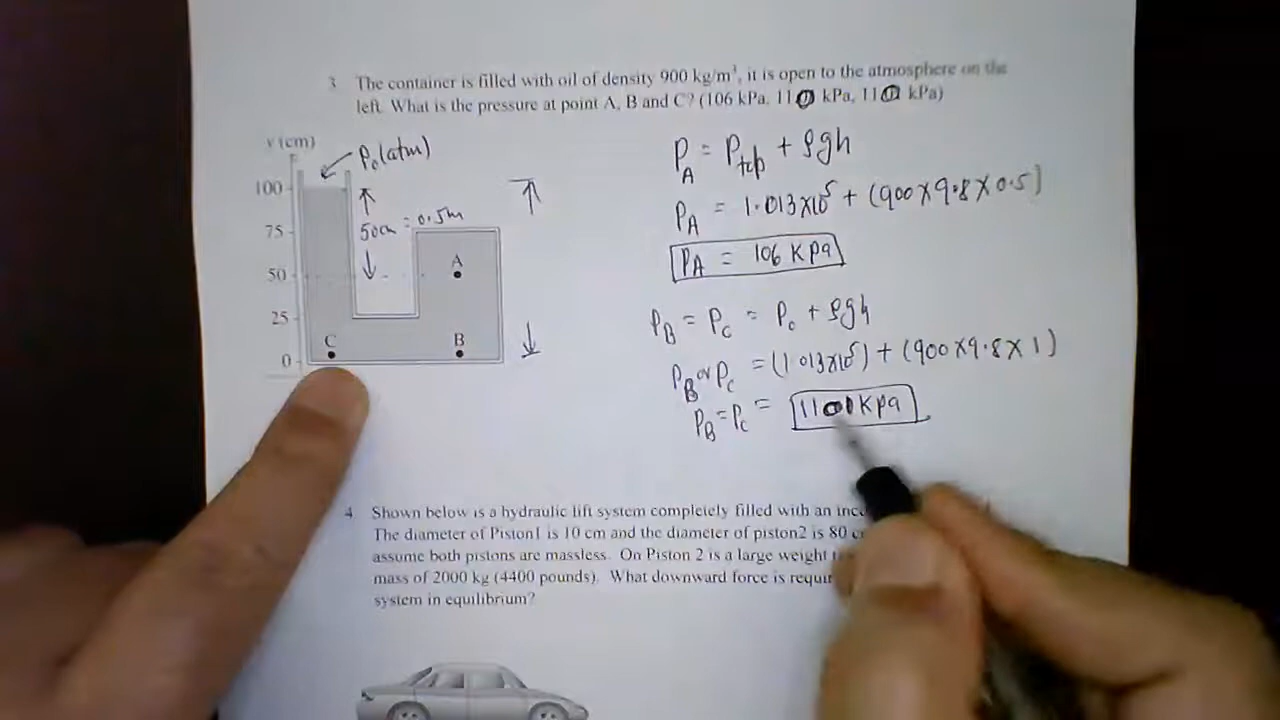 3 The container is filled with oil of density 900 kg/m³, it is open to the atmosphere on the
left. What is the pressure at point A, B and C? (106 kPa, 110 kPa, 110 kPa)
y (cm)
P₀(atm)
100
75
50
25
0
50cm = 0.5m
A
B
C
P_A = P_top + ρgh
P_A = 1.013×10⁵ + (900×9.8×0.5)
P_A = 106 KPa
P_B = P_C = P₀ + ρgh
P_B or P_C = (1.013×10⁵) + (900×9.8×1)
P_B = P_C = KPa
4 Shown below is a hydraulic lift system completely filled with an
The diameter of Piston1 is 10 cm and the diameter of piston2 is 80
assume both pistons are massless. On Piston 2 is a large weight
mass of 2000 kg (4400 pounds). What downward force is
system in equilibrium?